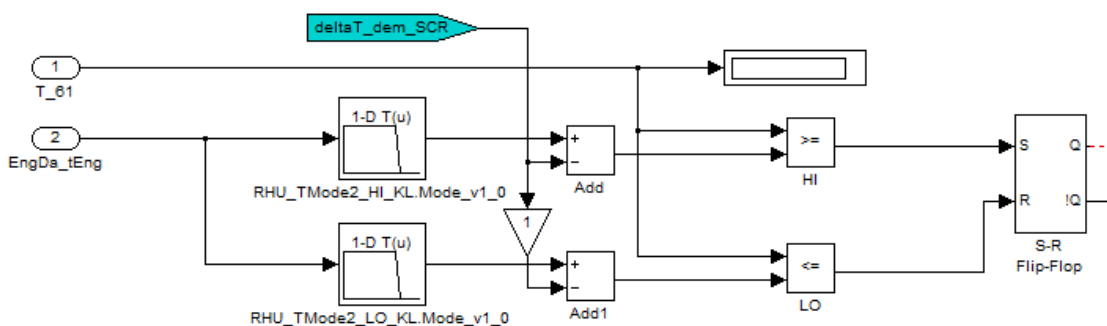 deltaT_dem_SCR
1
T_61
1-D T(u)
+
−
Add
>=
HI
S
Q
2
EngDa_tEng
RHU_TMode2_HI_KL.Mode_v1_0
1
R
!Q
S-R
Flip-Flop
1-D T(u)
+
−
Add1
<=
LO
RHU_TMode2_LO_KL.Mode_v1_0